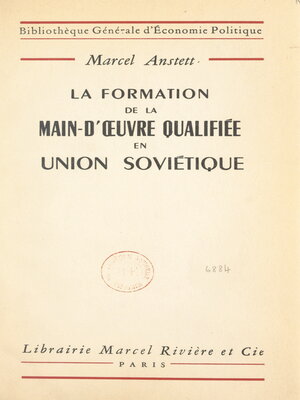 Bibliothèque Générale d'Économie Politique
Marcel Anstett
LA FORMATION
DE LA
MAIN-D'ŒUVRE QUALIFIÉE
EN
UNION SOVIÉTIQUE
6884
Librairie Marcel Rivière et Cie
PARIS